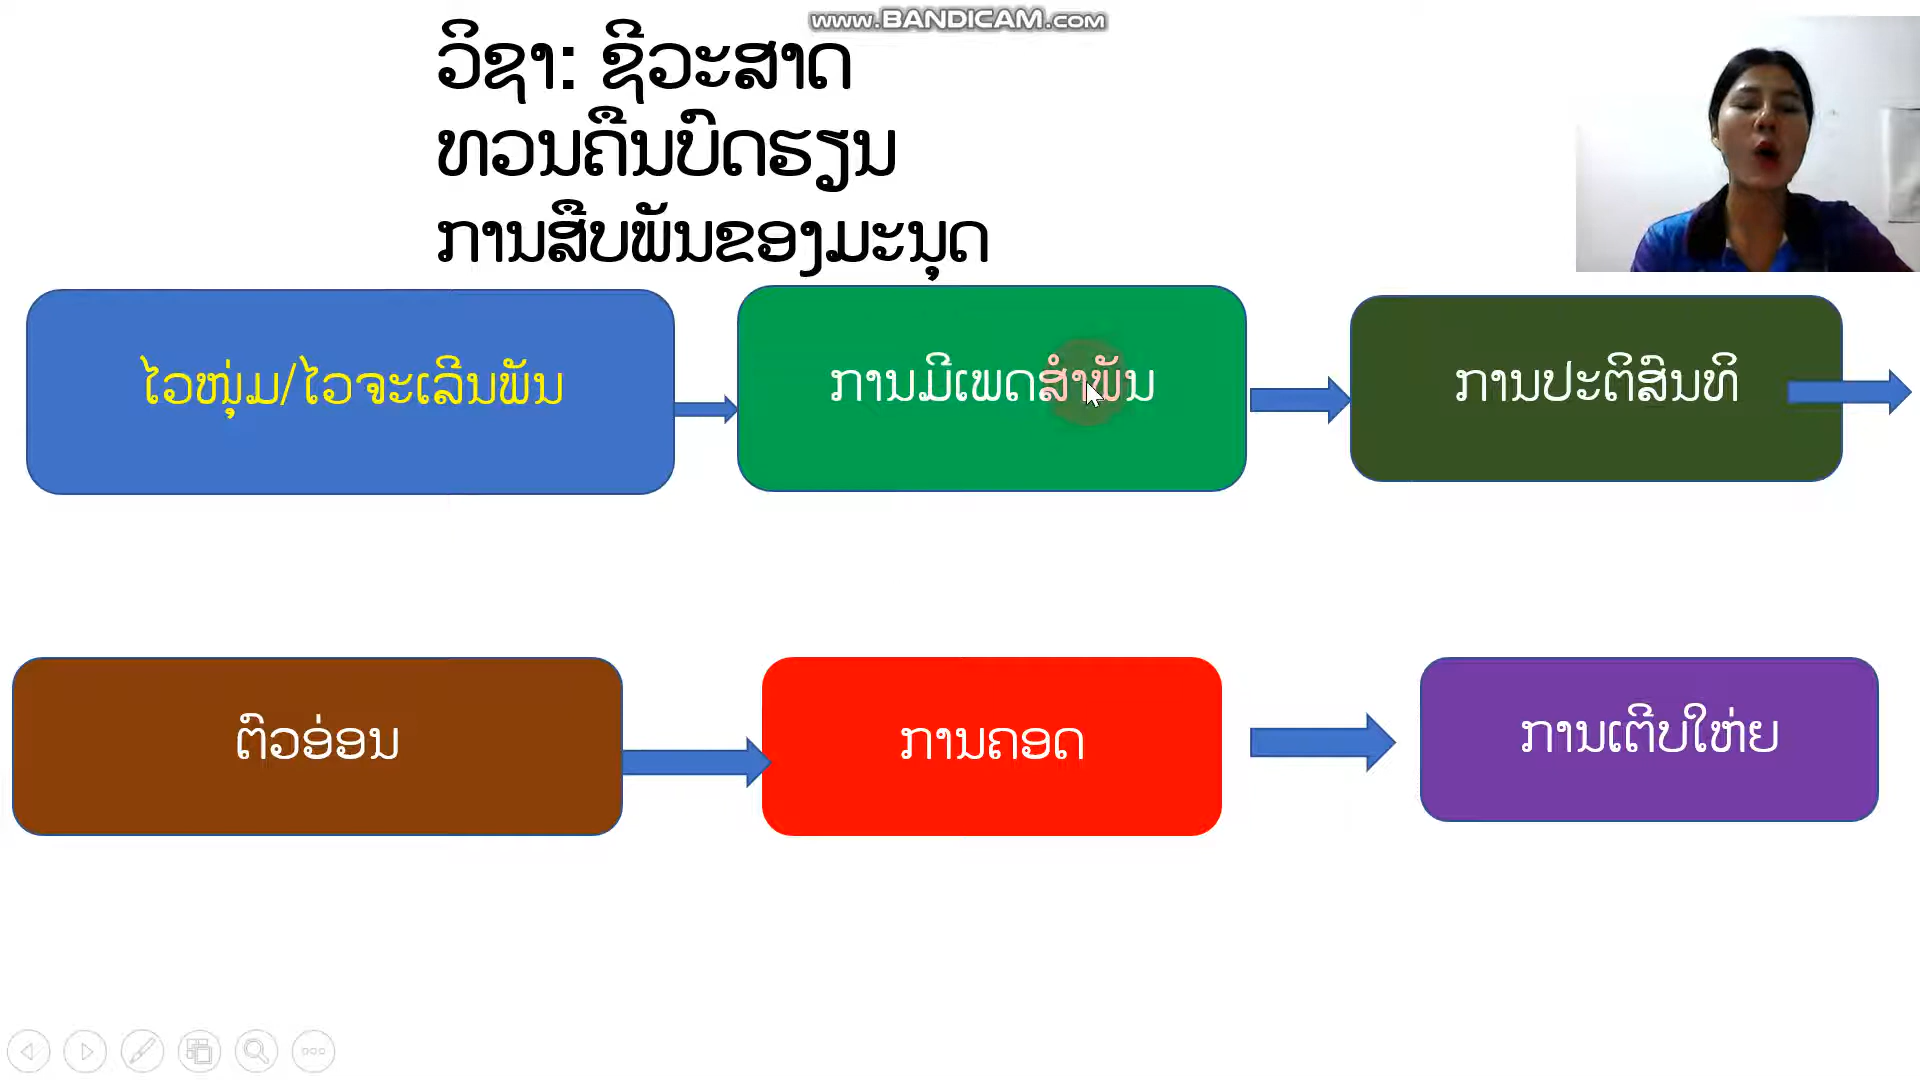 www.BANDICAM.com
ວິຊາ: ຊີວະສາດ
ທວນຄືນບົດຮຽນ
ການສືບພັນຂອງມະນຸດ
ໄວໜຸ່ມ/ໄວຈະເລີນພັນ
ການມີເພດສຳພັນ
ການປະຕິສົນທິ
ຕົວອ່ອນ
ການຄອດ
ການເຕີບໃຫ່ຍ